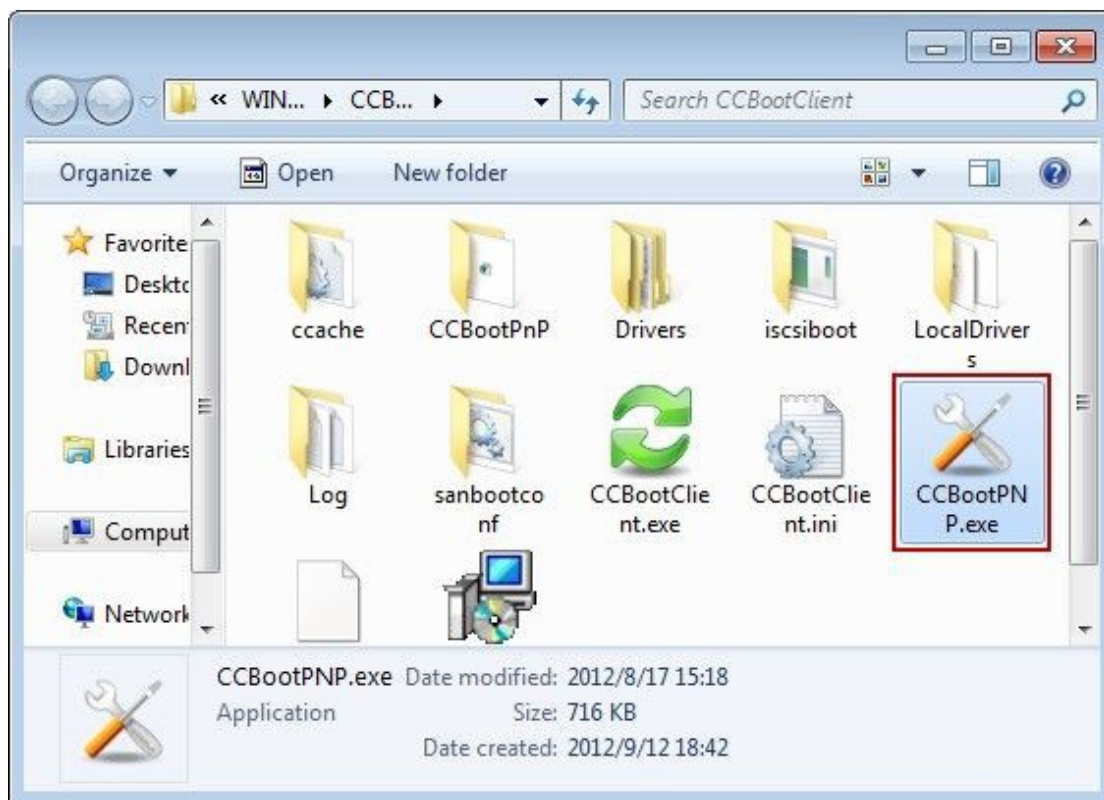 « WIN... ▸ CCB... ▸
Search CCBootClient
Organize
Open
New folder
Favorite
Deskto
Recen
Downl
Libraries
Comput
Network
ccache
CCBootPnP
Drivers
iscsiboot
LocalDriver
s
Log
sanbootco
nf
CCBootClie
nt.exe
CCBootClie
nt.ini
CCBootPN
P.exe
CCBootPNP.exe Date modified: 2012/8/17 15:18
Application Size: 716 KB
Date created: 2012/9/12 18:42